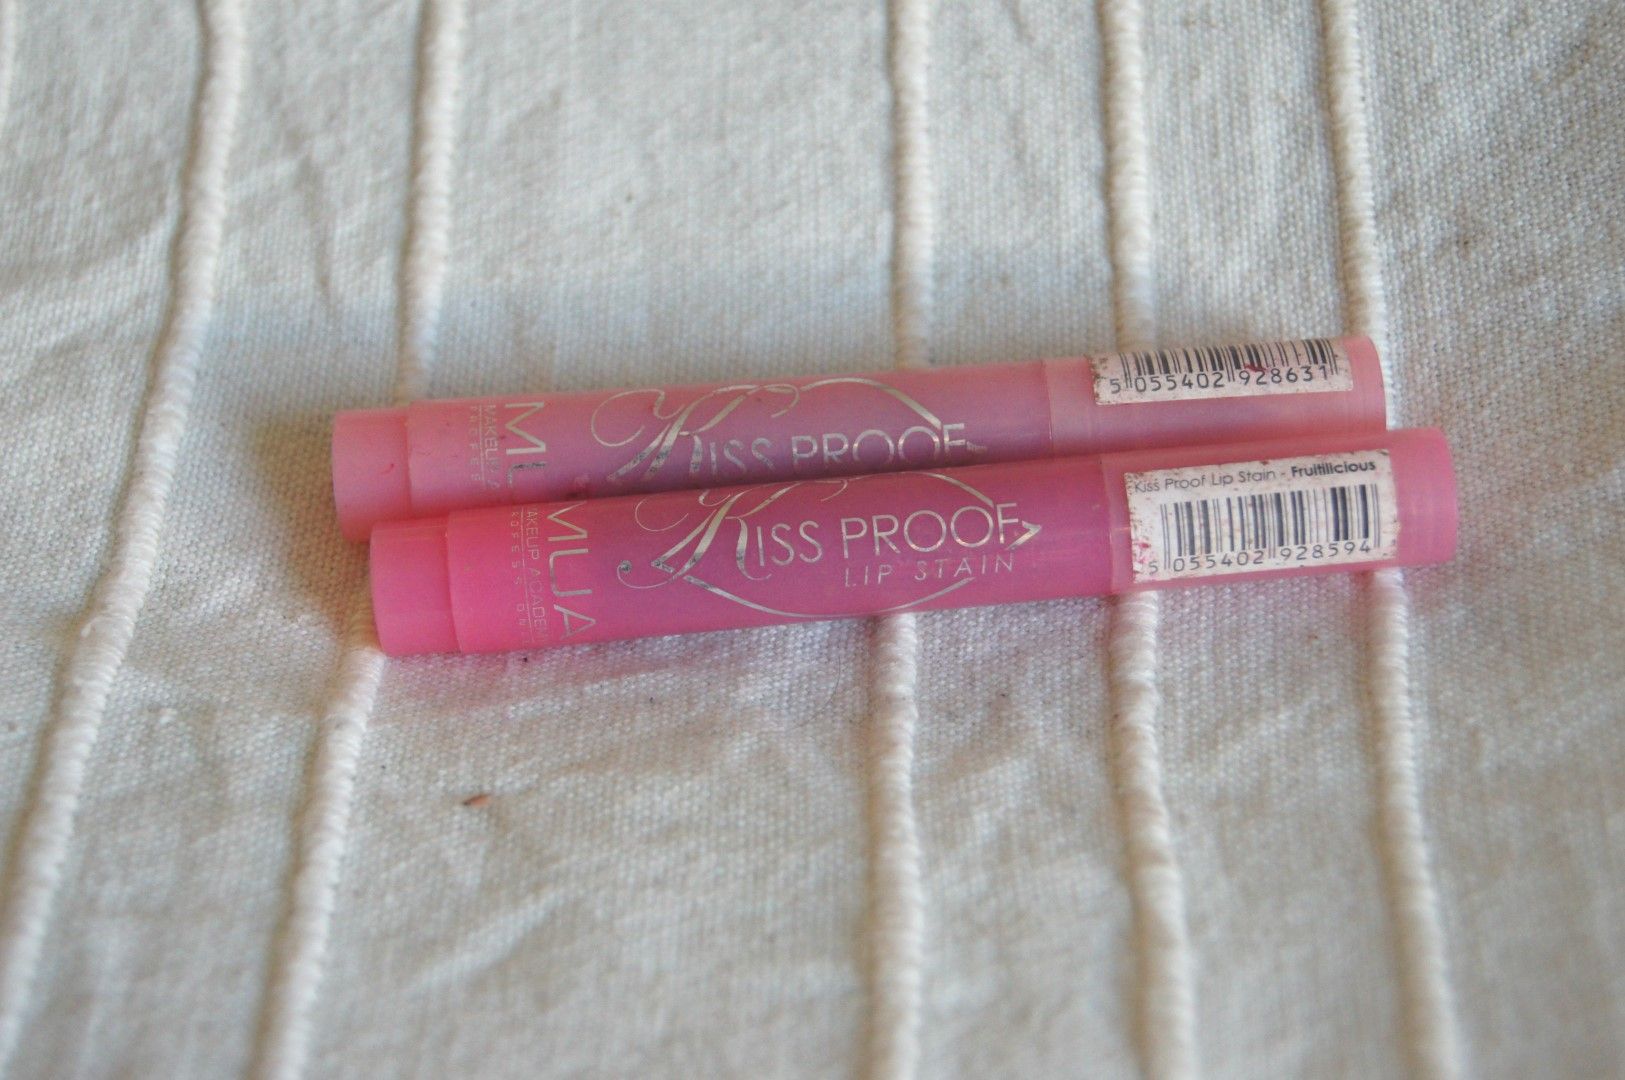 KISS PROOF
5 055402 928631
MUA
MAKEUP ACADEMY
KISS PROOF
LIP STAIN
Kiss Proof Lip Stain - Fruitilicious
5 055402 928594